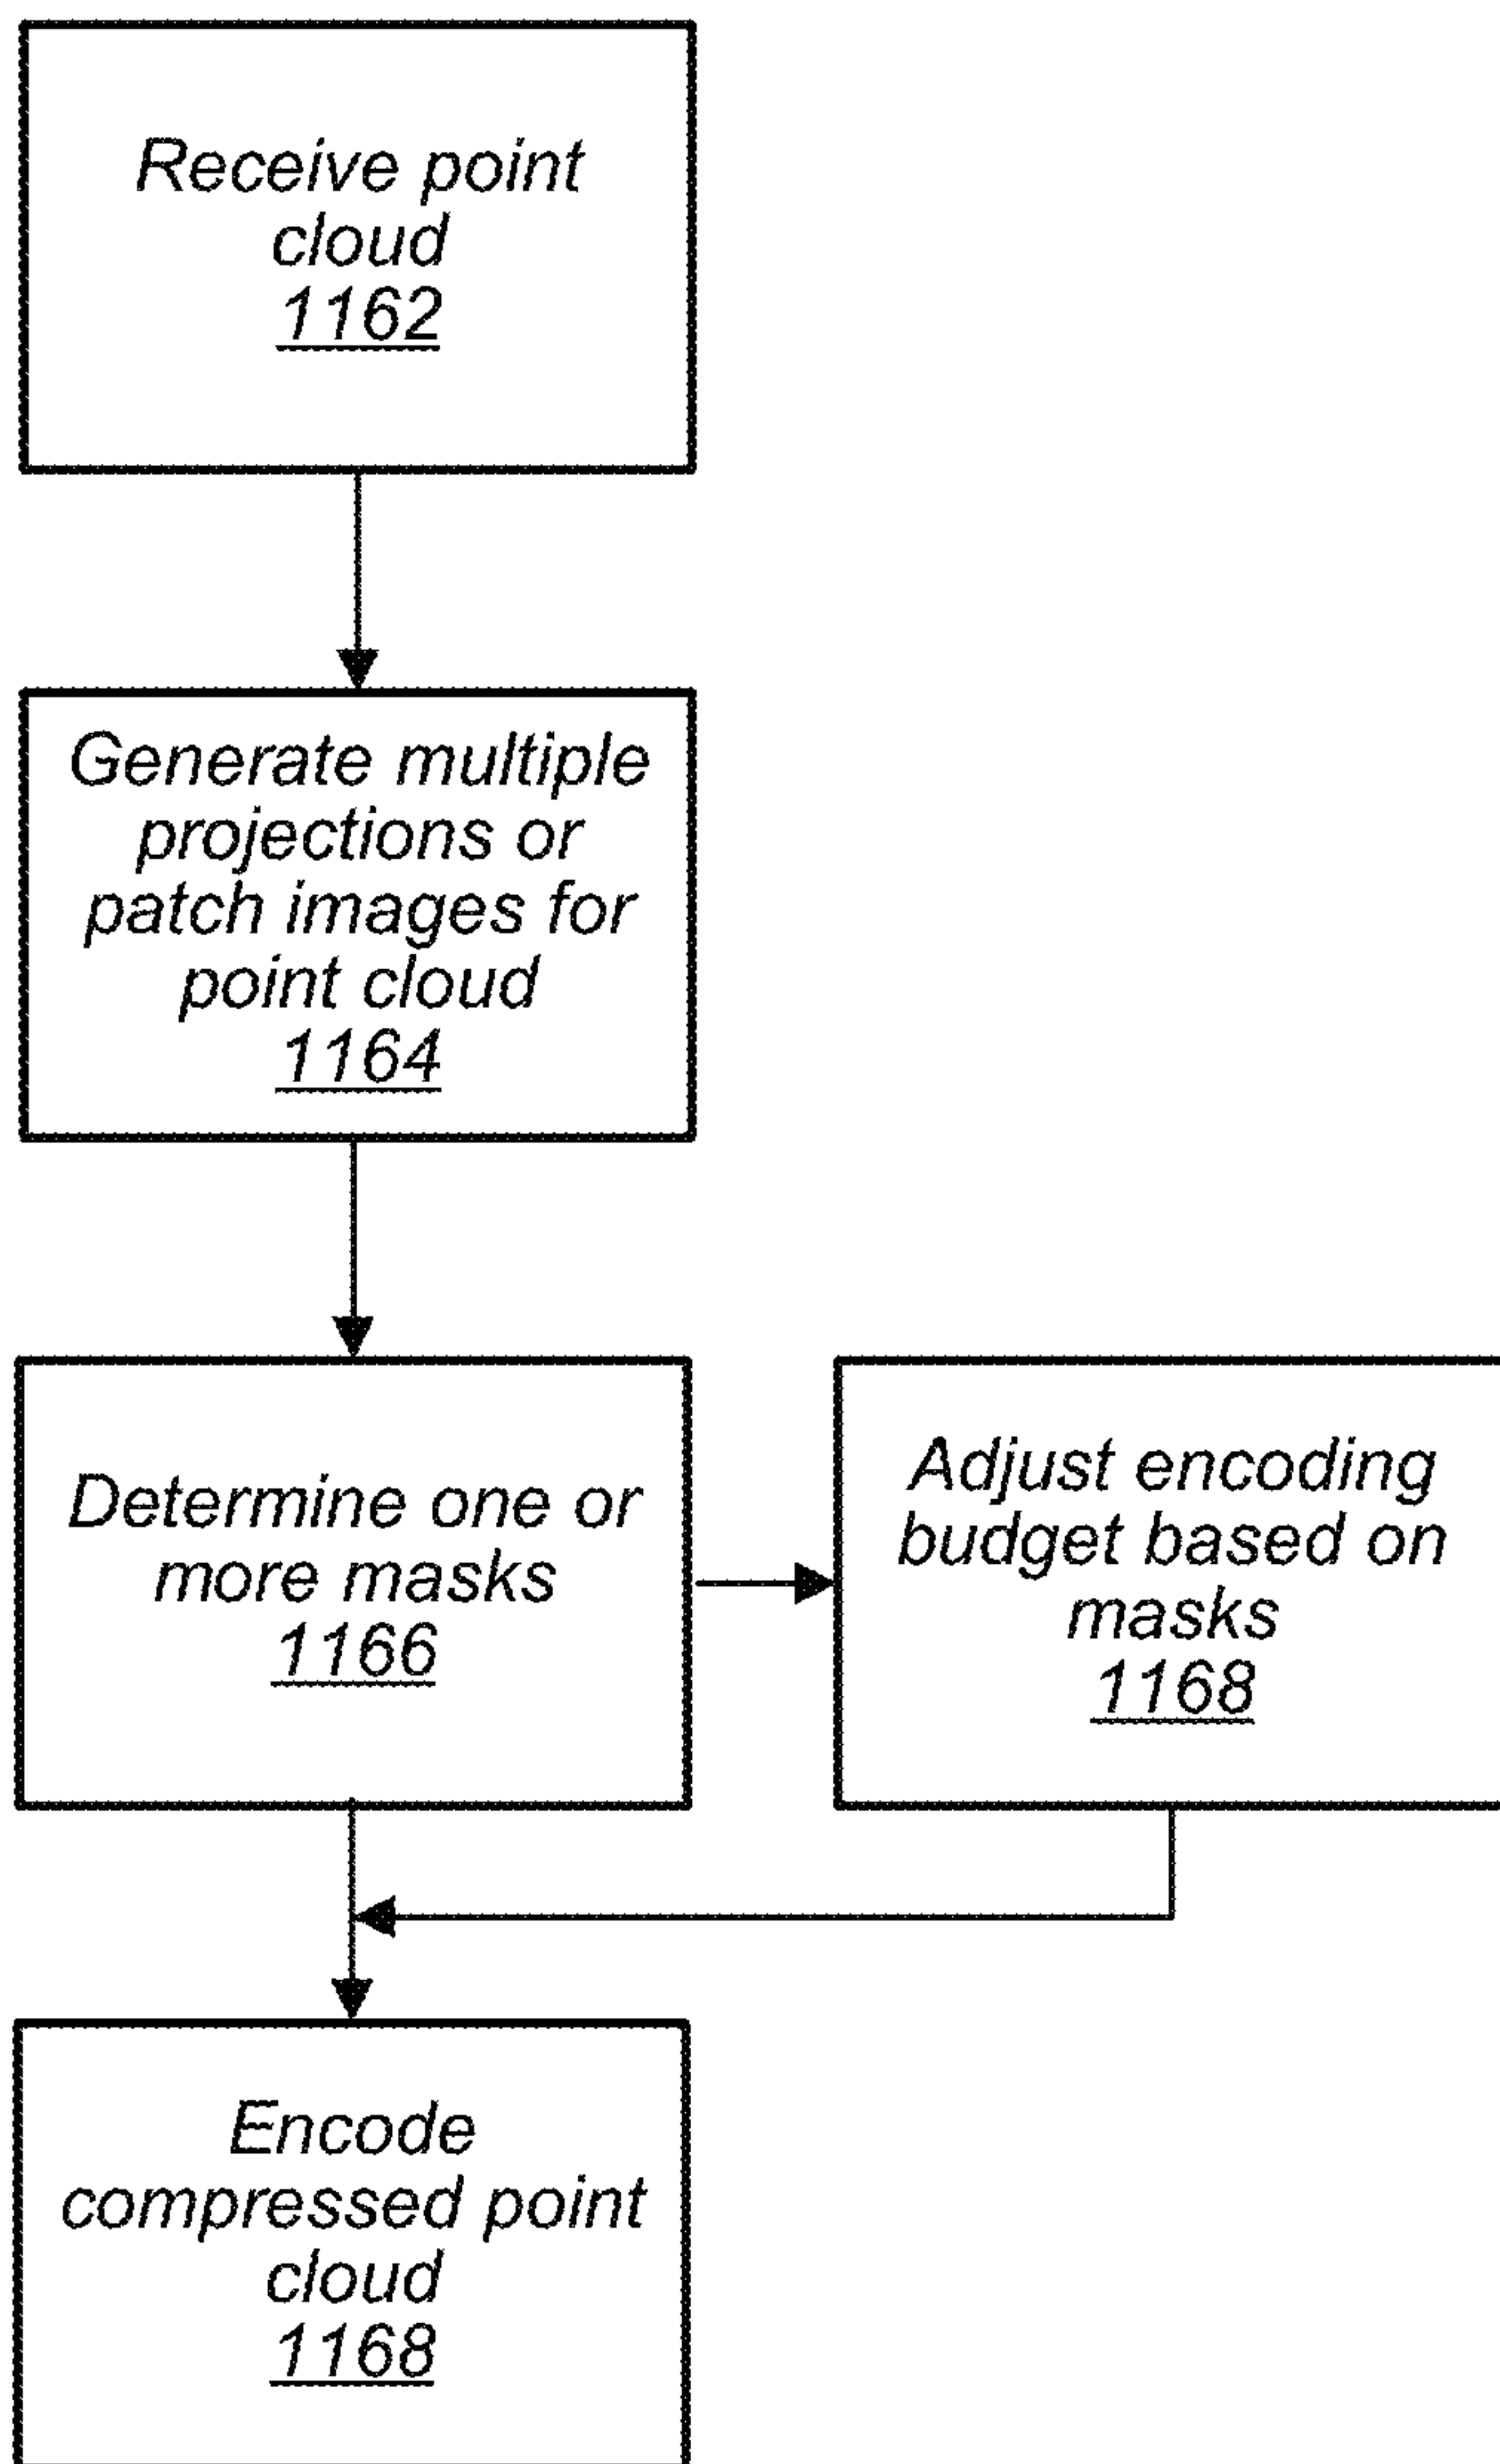 Receive point
cloud
1162
Generate multiple
projections or
patch images for
point cloud
1164
Determine one or
more masks
1166
Adjust encoding
budget based on
masks
1168
Encode
compressed point
cloud
1168